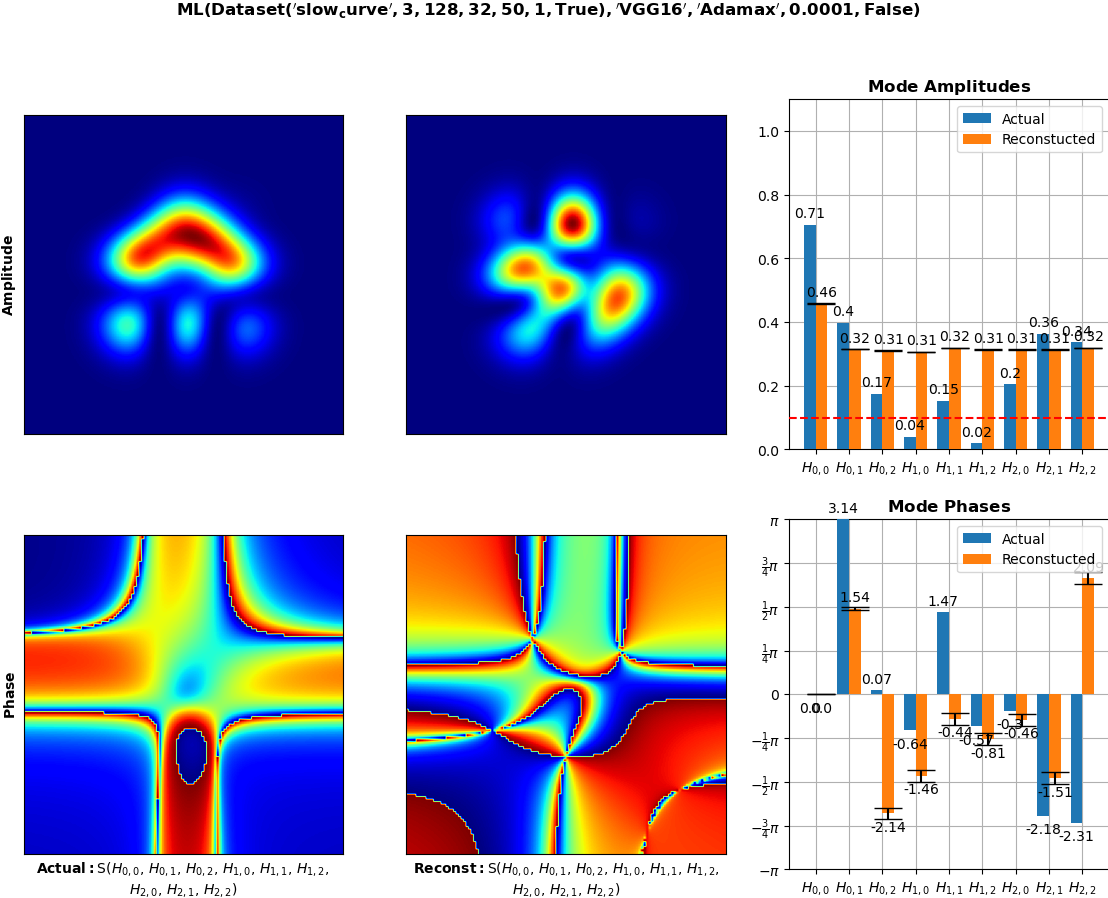 ML(Dataset('slow_curve', 3, 128, 32, 50, 1, True), 'VGG16', 'Adamax', 0.0001, False)
Amplitude
Mode Amplitudes
Actual
Reconstucted
1.0
0.8
0.6
0.4
0.2
0.0
0.71
0.46
0.4
0.32
0.17
0.31
0.04
0.31
0.15
0.32
0.02
0.31
0.2
0.31
0.36
0.31
0.34
0.32
H0,0 H0,1 H0,2 H1,0 H1,1 H1,2 H2,0 H2,1 H2,2
Phase
Mode Phases
Actual
Reconstucted
π
3/4π
1/2π
1/4π
0
−1/4π
−1/2π
−3/4π
−π
0.0
0.0
3.14
1.54
0.07
-2.14
-0.64
-1.46
1.47
-0.44
-0.57
-0.81
-0.3
-0.46
-2.18
-1.51
-2.31
H0,0 H0,1 H0,2 H1,0 H1,1 H1,2 H2,0 H2,1 H2,2
Actual: S(H0,0, H0,1, H0,2, H1,0, H1,1, H1,2,
H2,0, H2,1, H2,2)
Reconst: S(H0,0, H0,1, H0,2, H1,0, H1,1, H1,2,
H2,0, H2,1, H2,2)